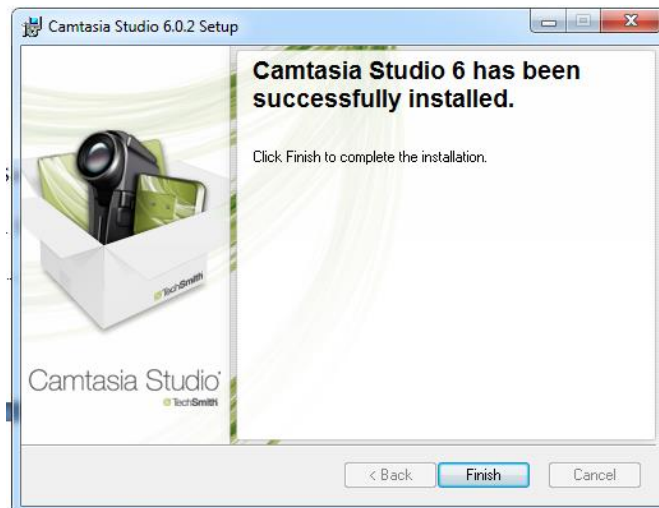 Camtasia Studio 6.0.2 Setup
Camtasia Studio 6 has been
successfully installed.
Click Finish to complete the installation.
TechSmith
Camtasia Studio
TechSmith
< Back
Finish
Cancel